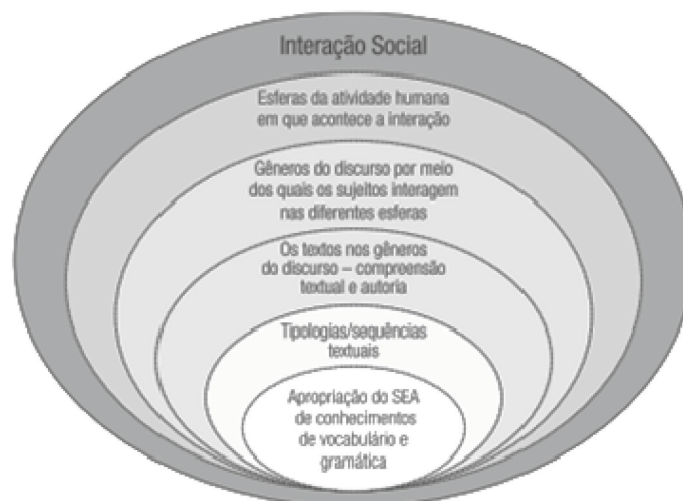 Interação Social
Esferas da atividade humana
em que acontece a interação
Gêneros do discurso por meio
dos quais os sujeitos interagem
nas diferentes esferas
Os textos nos gêneros
do discurso – compreensão
textual e autoria
Tipologias/sequências
textuais
Apropriação do SEA
de conhecimentos
de vocabulário e
gramática